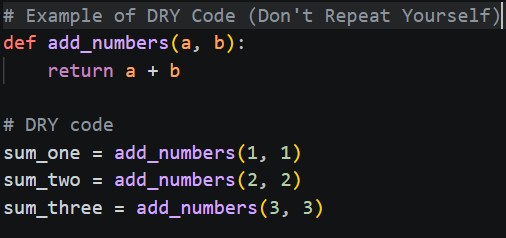 # Example of DRY Code (Don't Repeat Yourself)
def add_numbers(a, b):
    return a + b

# DRY code
sum_one = add_numbers(1, 1)
sum_two = add_numbers(2, 2)
sum_three = add_numbers(3, 3)